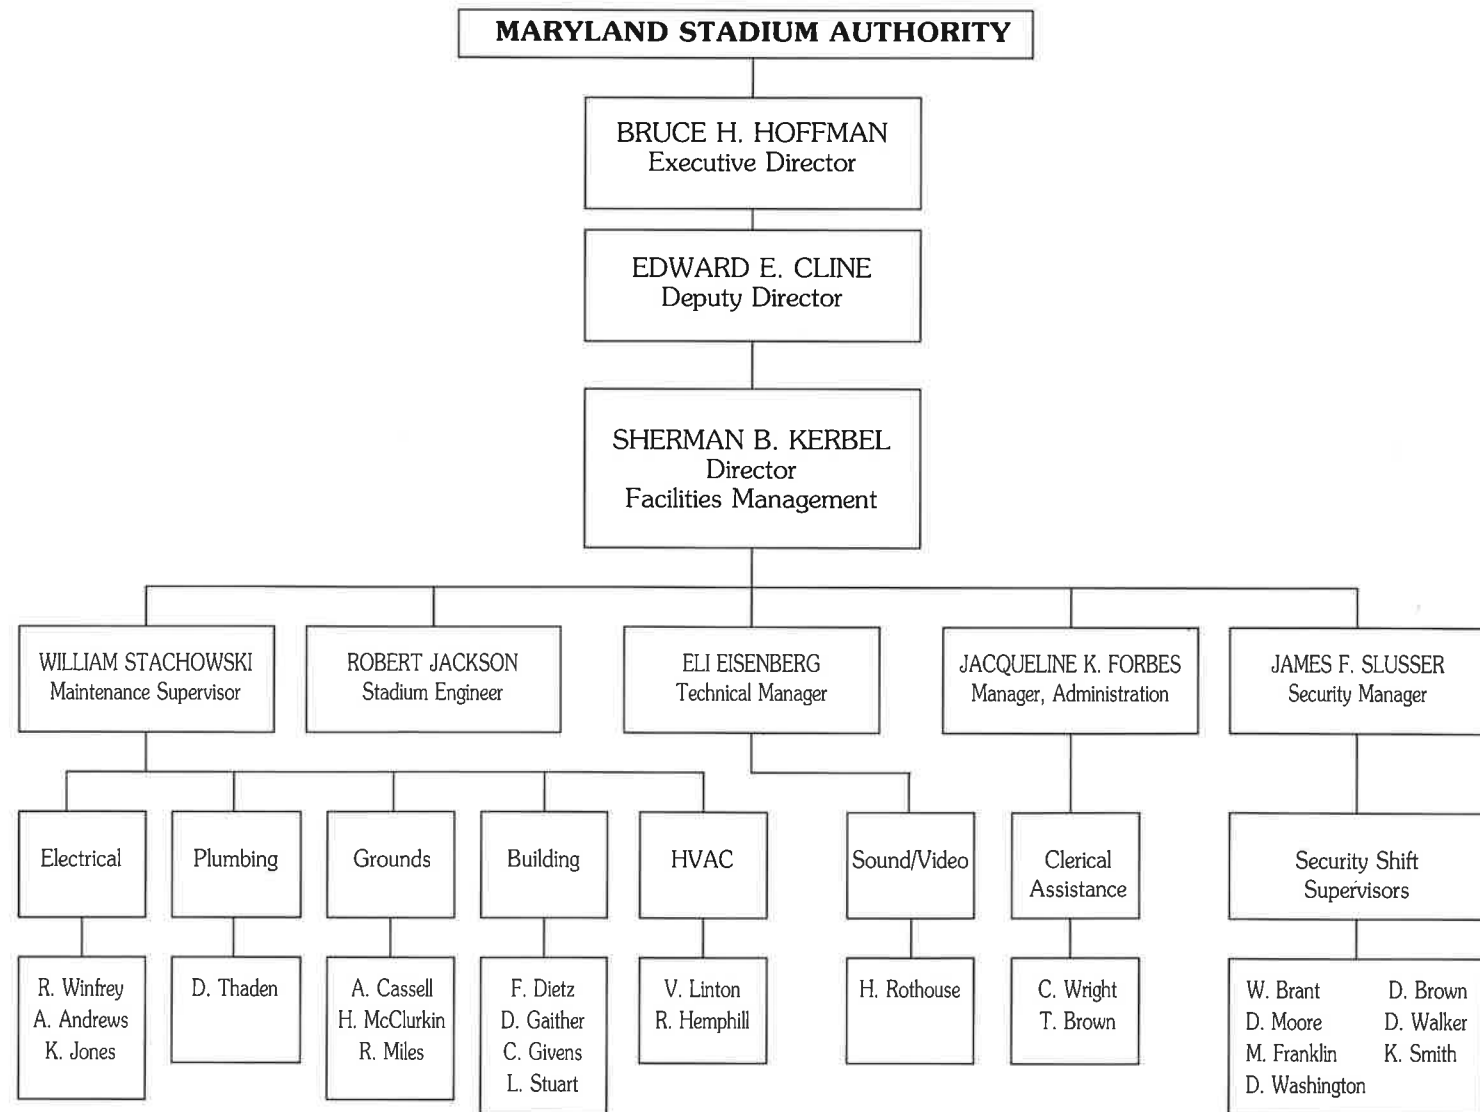 MARYLAND STADIUM AUTHORITY
BRUCE H. HOFFMAN
Executive Director
EDWARD E. CLINE
Deputy Director
SHERMAN B. KERBEL
Director
Facilities Management
WILLIAM STACHOWSKI
Maintenance Supervisor
ROBERT JACKSON
Stadium Engineer
ELI EISENBERG
Technical Manager
JACQUELINE K. FORBES
Manager, Administration
JAMES F. SLUSSER
Security Manager
Electrical
Plumbing
Grounds
Building
HVAC
Sound/Video
Clerical
Assistance
Security Shift
Supervisors
R. Winfrey
A. Andrews
K. Jones
D. Thaden
A. Cassell
H. McClurkin
R. Miles
F. Dietz
D. Gaither
C. Givens
L. Stuart
V. Linton
R. Hemphill
H. Rothouse
C. Wright
T. Brown
W. Brant
D. Moore
M. Franklin
D. Washington
D. Brown
D. Walker
K. Smith